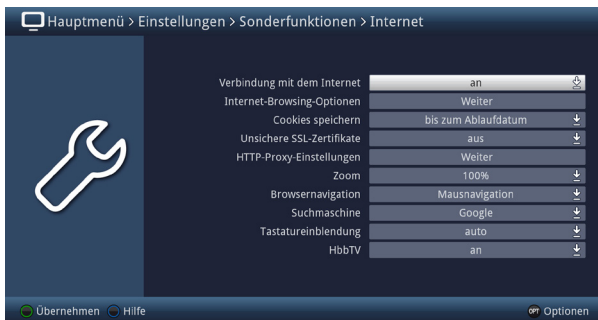 Hauptmenü > Einstellungen > Sonderfunktionen > Internet
Verbindung mit dem Internet an
Internet-Browsing-Optionen Weiter
Cookies speichern bis zum Ablaufdatum
Unsichere SSL-Zertifikate aus
HTTP-Proxy-Einstellungen Weiter
Zoom 100%
Browsernavigation Mausnavigation
Suchmaschine Google
Tastatureinblendung auto
HbbTV an
Übernehmen Hilfe OPT Optionen